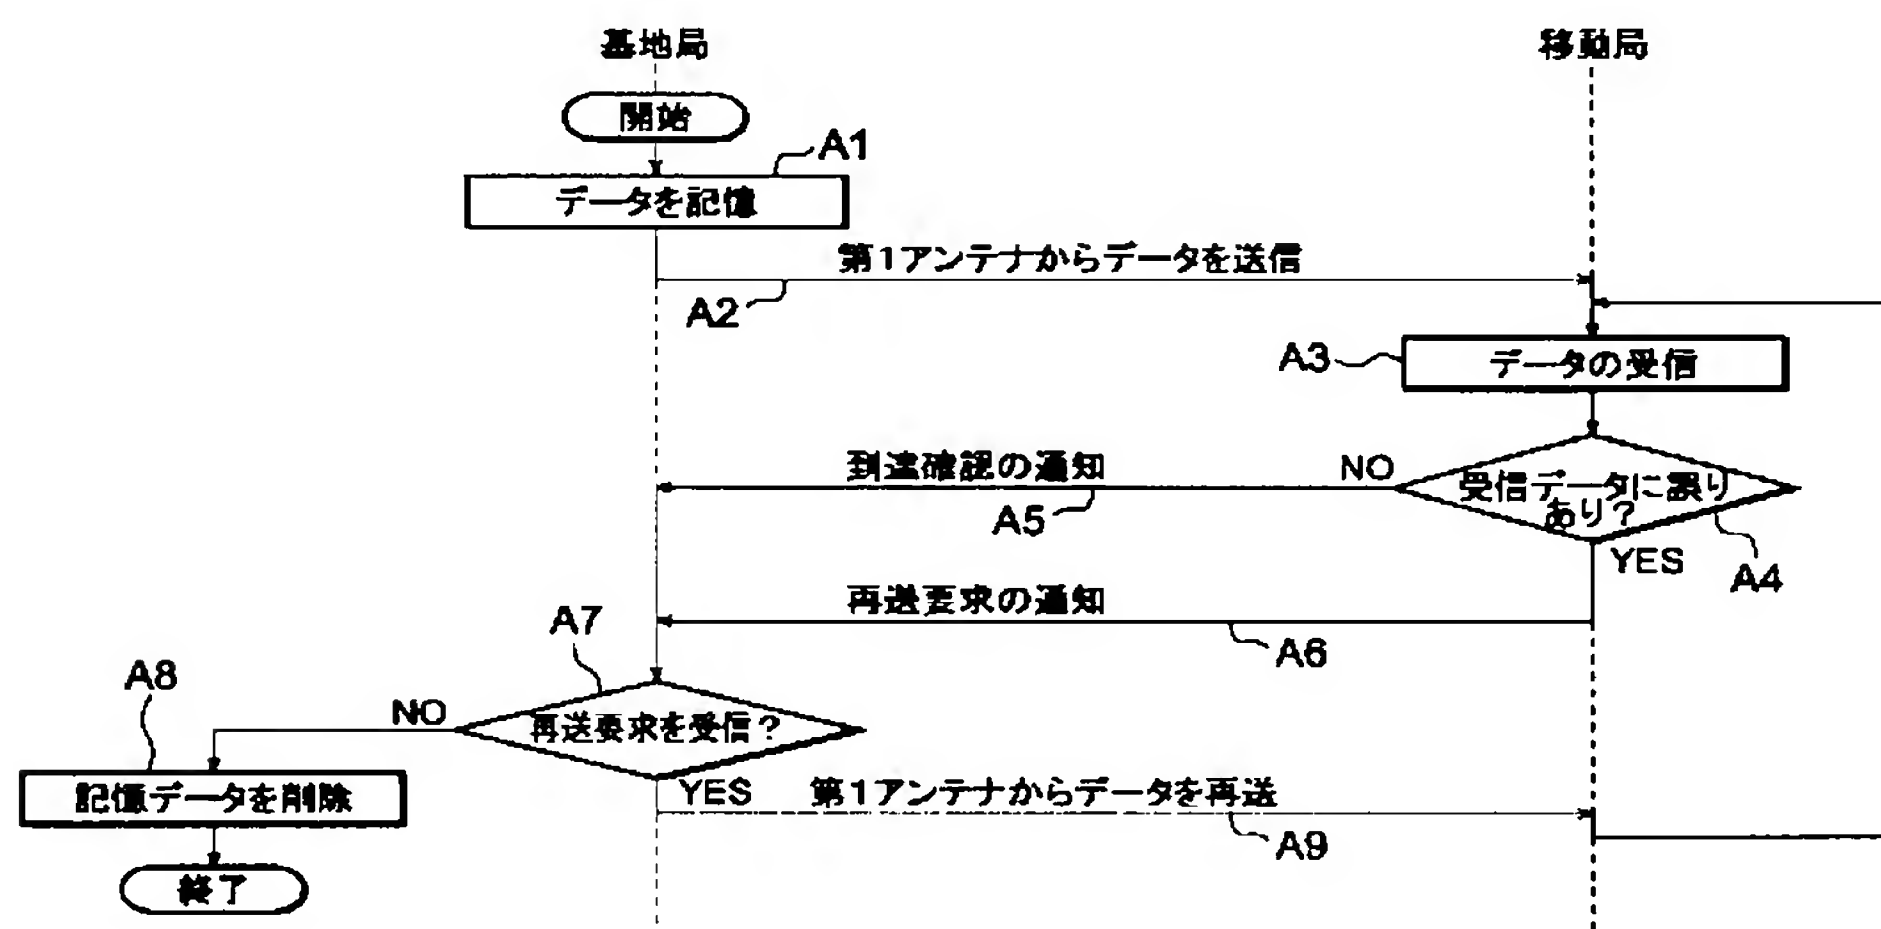 基地局
移動局
開始
A1
データを記憶
第1アンテナからデータを送信
A2
A3
データの受信
到達確認の通知
NO
受信データに誤り
あり？
A5
YES
A4
再送要求の通知
A7
A6
A8
NO
再送要求を受信？
YES
第1アンテナからデータを再送
記憶データを削除
A9
終了